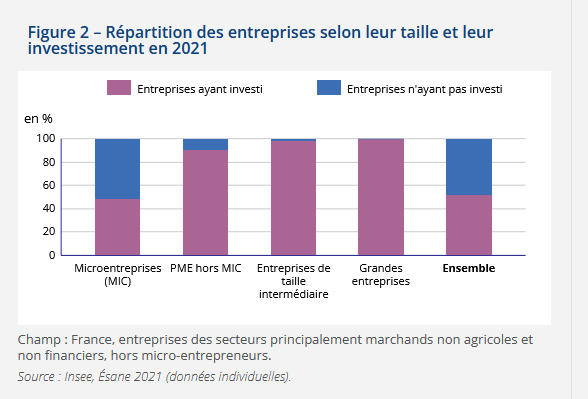 Figure 2 – Répartition des entreprises selon leur taille et leur
investissement en 2021
Entreprises ayant investi
Entreprises n'ayant pas investi
en %
100
80
60
40
20
0
Microentreprises
(MIC)
PME hors MIC
Entreprises de
taille
intermédiaire
Grandes
entreprises
Ensemble
Champ : France, entreprises des secteurs principalement marchands non agricoles et
non financiers, hors micro-entrepreneurs.
Source : Insee, Ésane 2021 (données individuelles).